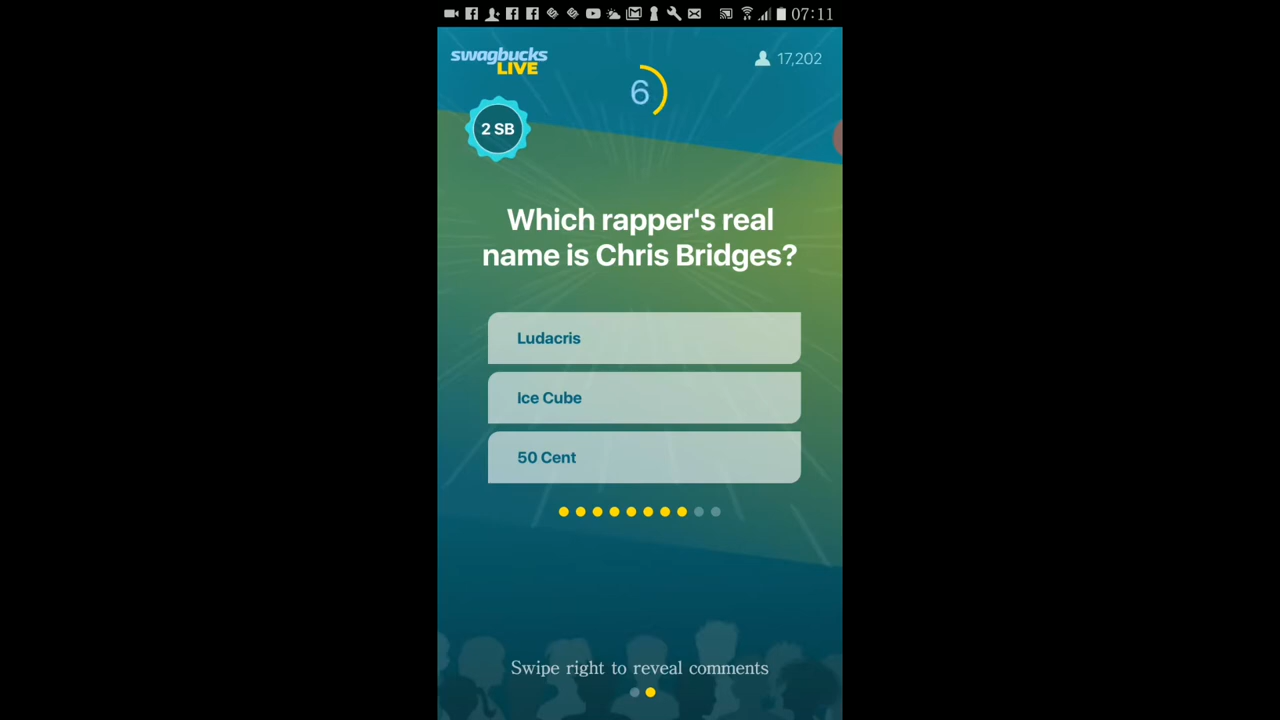 07:11
swagbucks
LIVE
6
17,202
2 SB
Which rapper's real
name is Chris Bridges?
Ludacris
Ice Cube
50 Cent
Swipe right to reveal comments